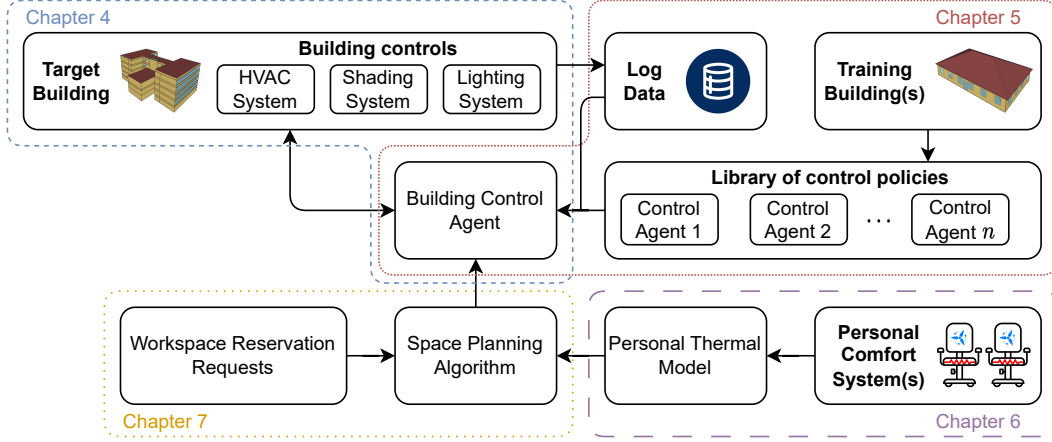 Chapter 4
Target
Building
Building controls
HVAC
System
Shading
System
Lighting
System
Chapter 5
Log
Data
Training
Building(s)
Building Control
Agent
Library of control policies
Control
Agent 1
Control
Agent 2
...
Control
Agent n
Workspace Reservation
Requests
Space Planning
Algorithm
Chapter 7
Personal Thermal
Model
Personal
Comfort
System(s)
Chapter 6